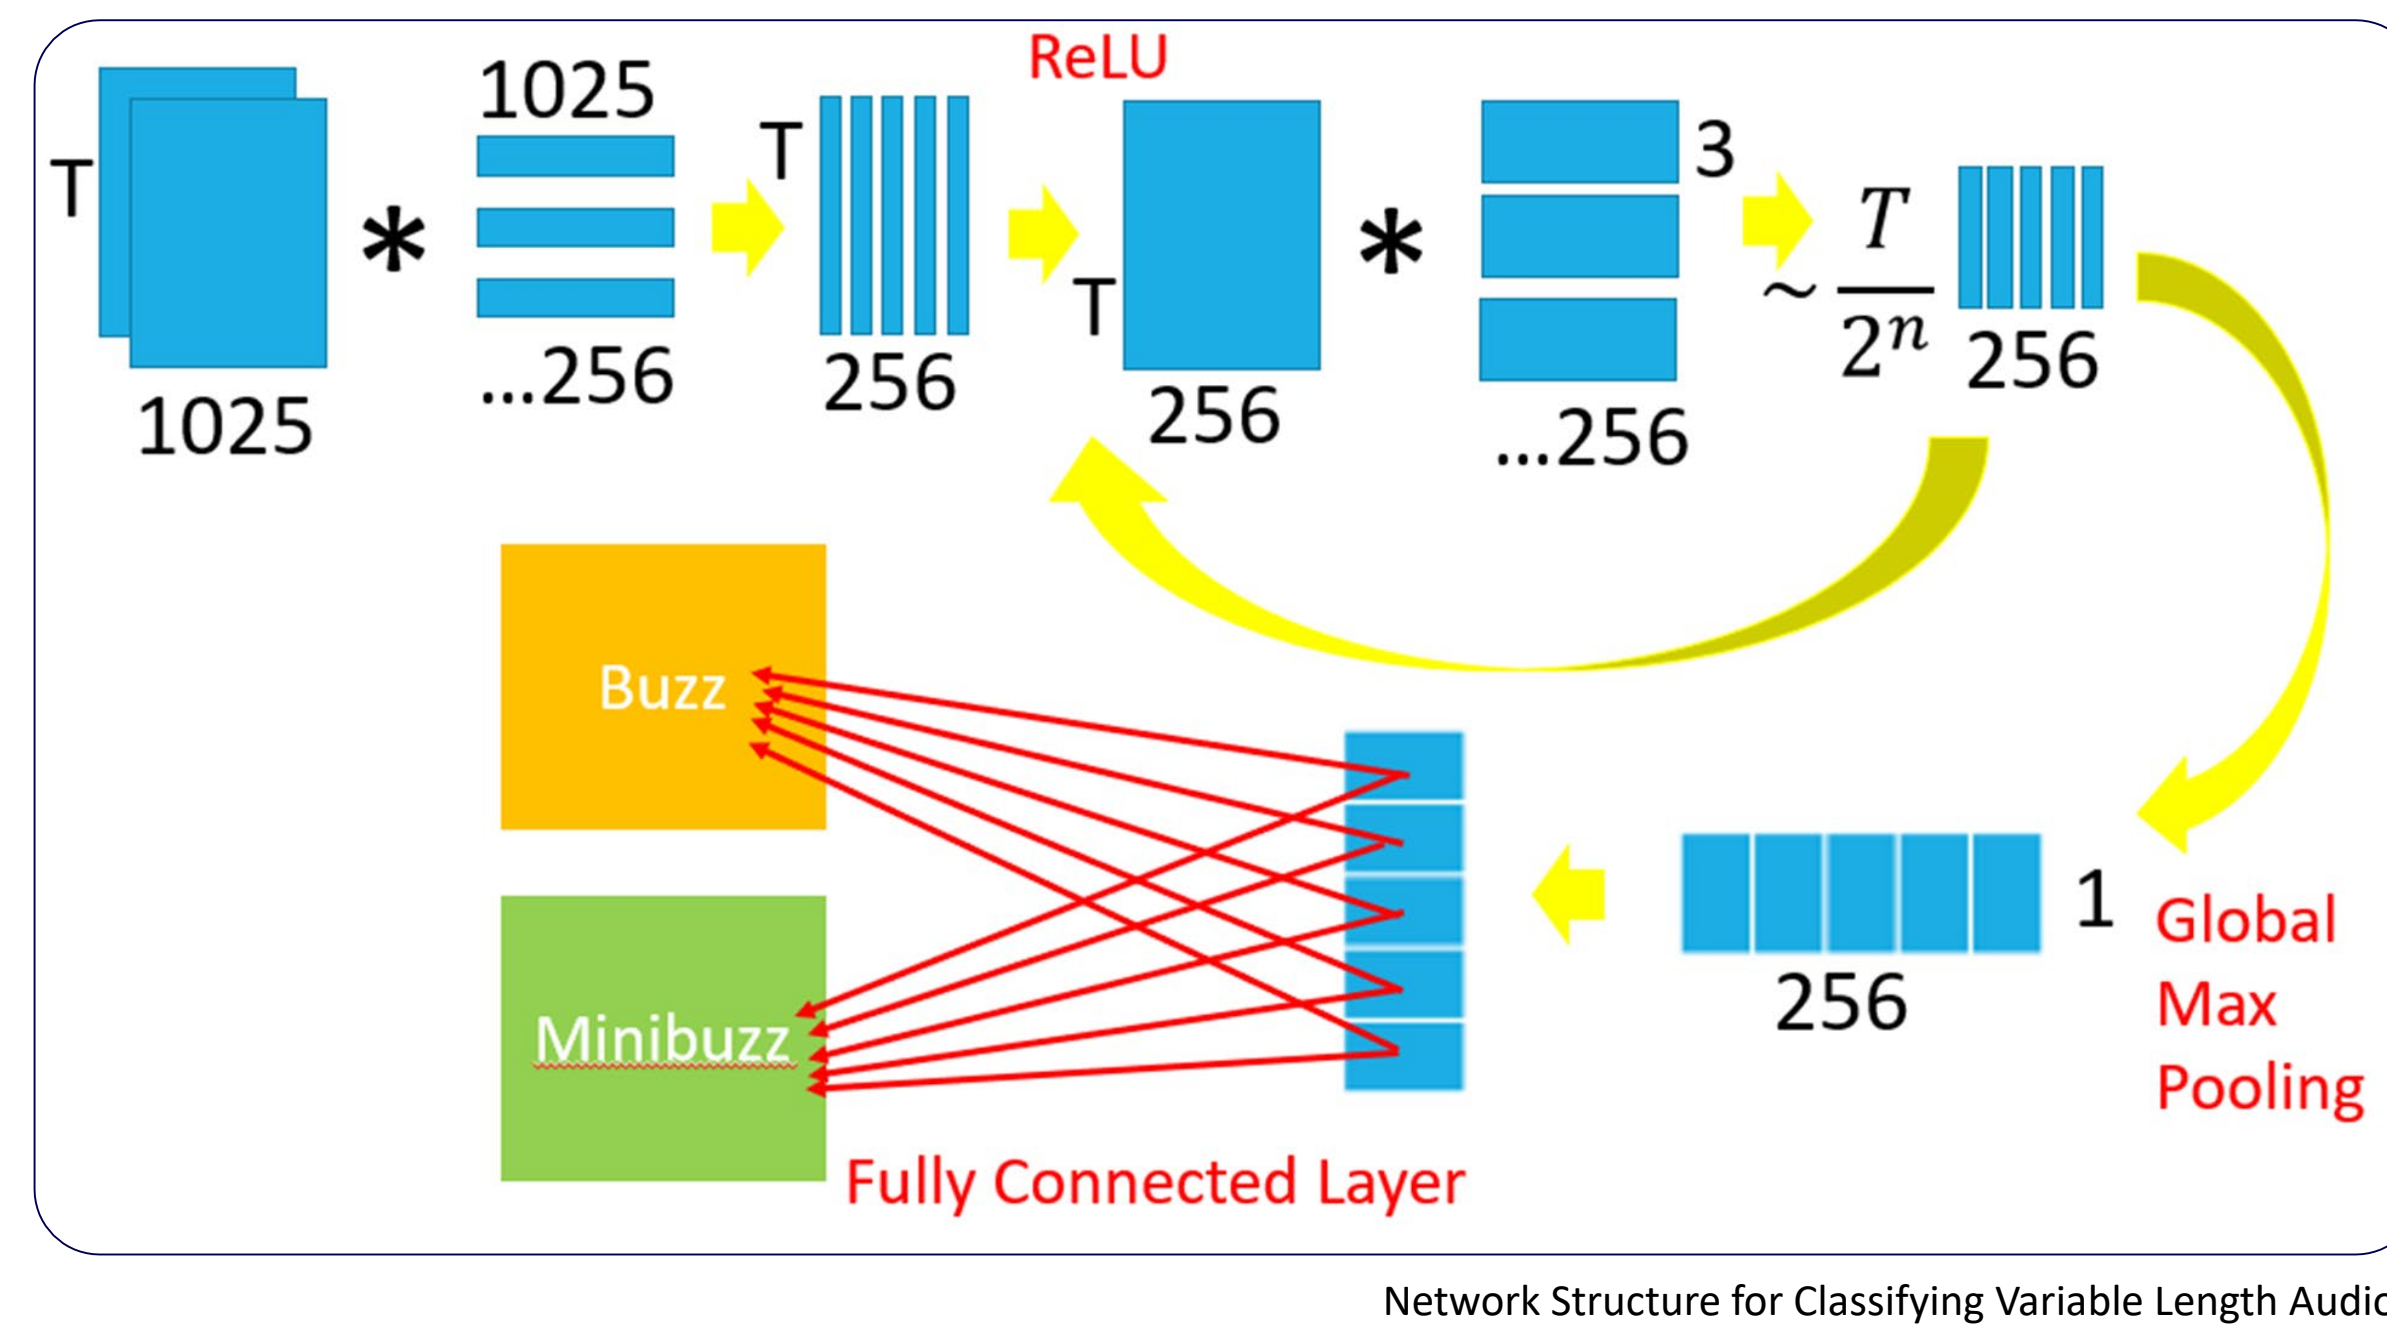 ReLU
1025
T
1025
*
...256
T
256
T
256
*
3
...256
~ T
2^n
256
Buzz
Minibuzz
Fully Connected Layer
256
1
Global
Max
Pooling
Network Structure for Classifying Variable Length Audio